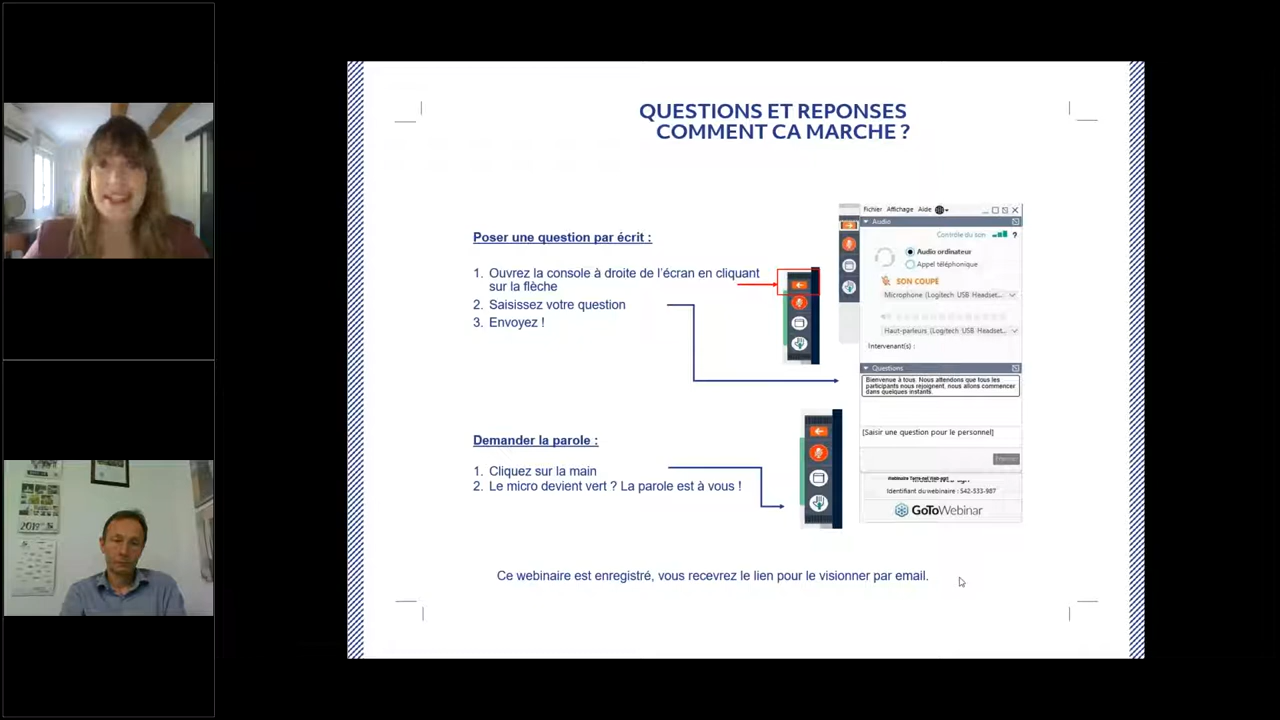 QUESTIONS ET REPONSES
COMMENT CA MARCHE ?
Poser une question par écrit :
1. Ouvrez la console à droite de l'écran en cliquant
sur la flèche
2. Saisissez votre question
3. Envoyez !
Demander la parole :
1. Cliquez sur la main
2. Le micro devient vert ? La parole est à vous !
Ce webinaire est enregistré, vous recevrez le lien pour le visionner par email.
Fichier Affichage Aide
Audio
Contrôle du son ?
Audio ordinateur
Appel téléphonique
SON COUPÉ
Microphone (Logitech USB Headset...
Haut-parleurs (Logitech USB Headset...
Intervenant(s) :
Questions
Bienvenue à tous. Nous attendons que tous les
participants nous rejoignent, nous allons commencer
dans quelques instants.
[Saisir une question pour le personnel]
Identifiant du webinaire : 542-533-987
GoToWebinar